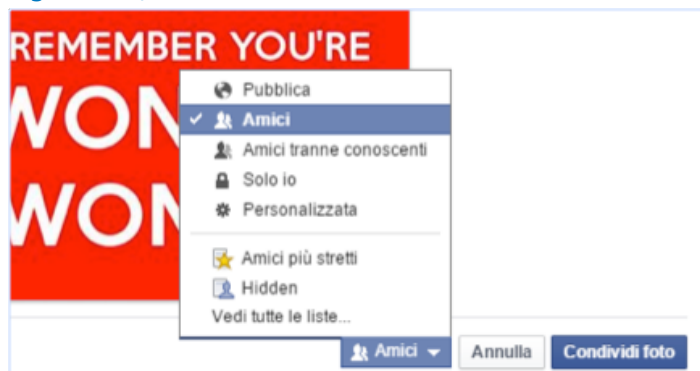 REMEMBER YOU'RE
WON
WON
Pubblica
Amici
Amici tranne conoscenti
Solo io
Personalizzata
Amici più stretti
Hidden
Vedi tutte le liste...
Amici
Annulla
Condividi foto